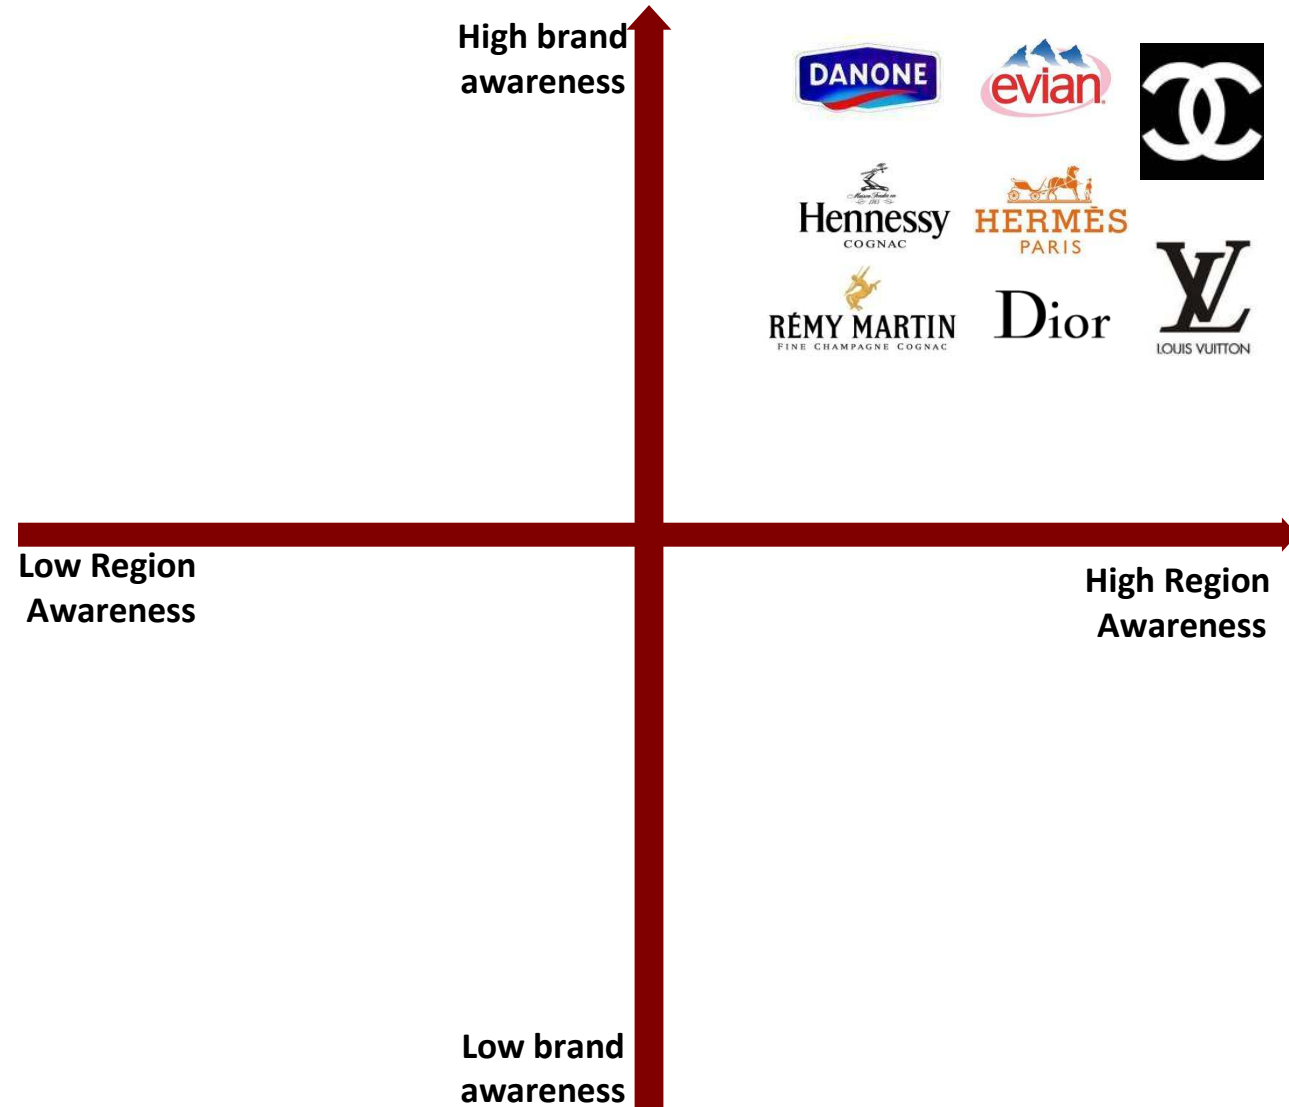 High brand
awareness
DANONE
evian
Hennessy
COGNAC
HERMÈS
PARIS
RÉMY MARTIN
FINE CHAMPAGNE COGNAC
Dior
LV
LOUIS VUITTON
Low Region
Awareness
High Region
Awareness
Low brand
awareness